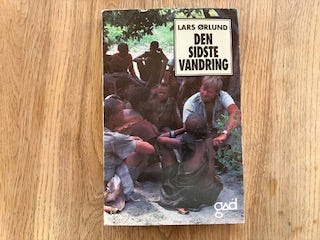 LARS ØRLUND
DEN
SIDSTE
VANDRING
gad